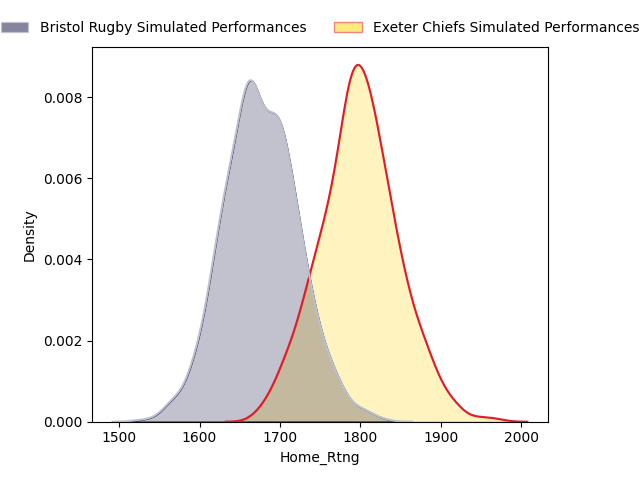 Bristol Rugby Simulated Performances
Exeter Chiefs Simulated Performances
0.008
0.006
0.004
0.002
0.000
Density
1500 1600 1700 1800 1900 2000
Home_Rtng